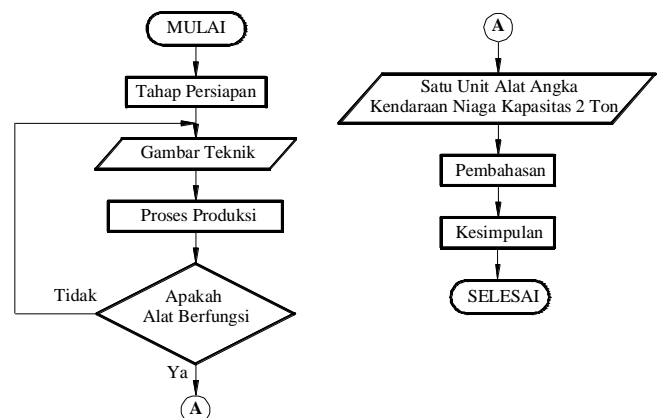 MULAI
Tahap Persiapan
Gambar Teknik
Proses Produksi
Apakah
Alat Berfungsi
Tidak
Ya
A
A
Satu Unit Alat Angka
Kendaraan Niaga Kapasitas 2 Ton
Pembahasan
Kesimpulan
SELESAI